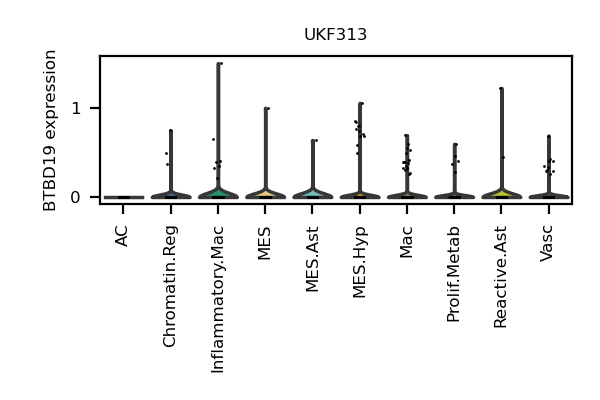 UKF313
BTBD19 expression
1
0
AC
Chromatin.Reg
Inflammatory.Mac
MES
MES.Ast
MES.Hyp
Mac
Prolif.Metab
Reactive.Ast
Vasc